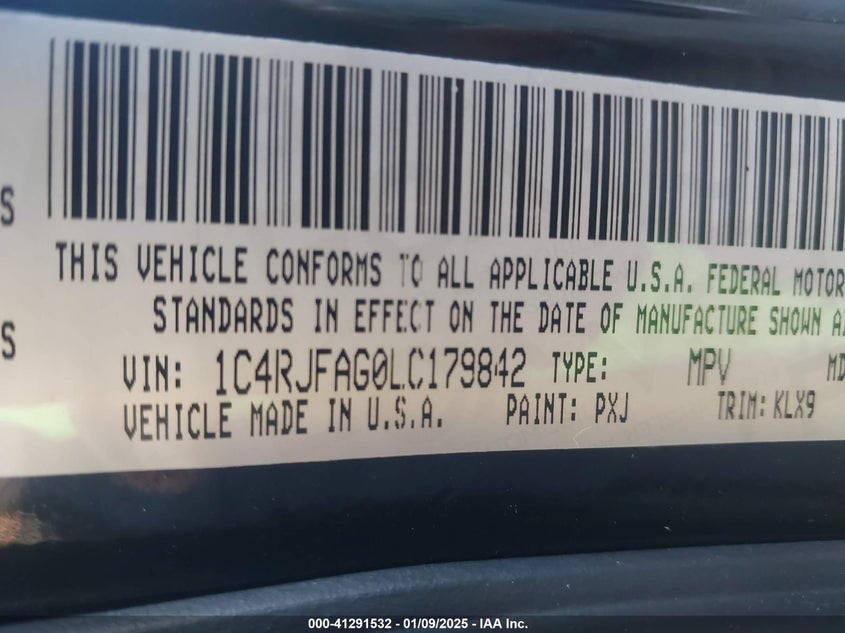 THIS VEHICLE CONFORMS TO ALL APPLICABLE U.S.A. FEDERAL MOTOR
S
STANDARDS IN EFFECT ON THE DATE OF MANUFACTURE SHOWN A
S
VIN: 1C4RJFAG0LC179842 TYPE: MPV MD
VEHICLE MADE IN U.S.A. PAINT: PXJ TRIM: KLX9
000-41291532 - 01/09/2025 - IAA Inc.